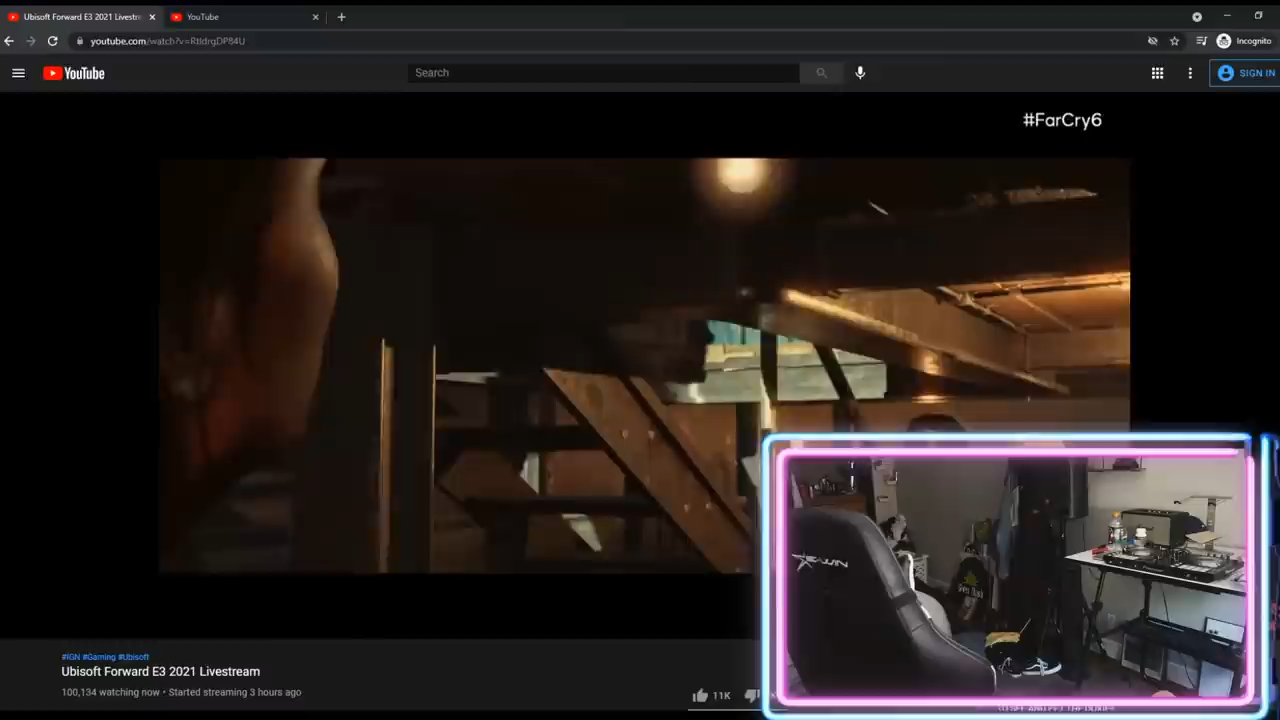 Ubisoft Forward E3 2021 Livestre
YouTube
youtube.com/watch?v=RtIdrgDP84U
Incognito
YouTube
Search
SIGN IN
#FarCry6
#IGN #Gaming #Ubisoft
Ubisoft Forward E3 2021 Livestream
100,134 watching now • Started streaming 3 hours ago
11K